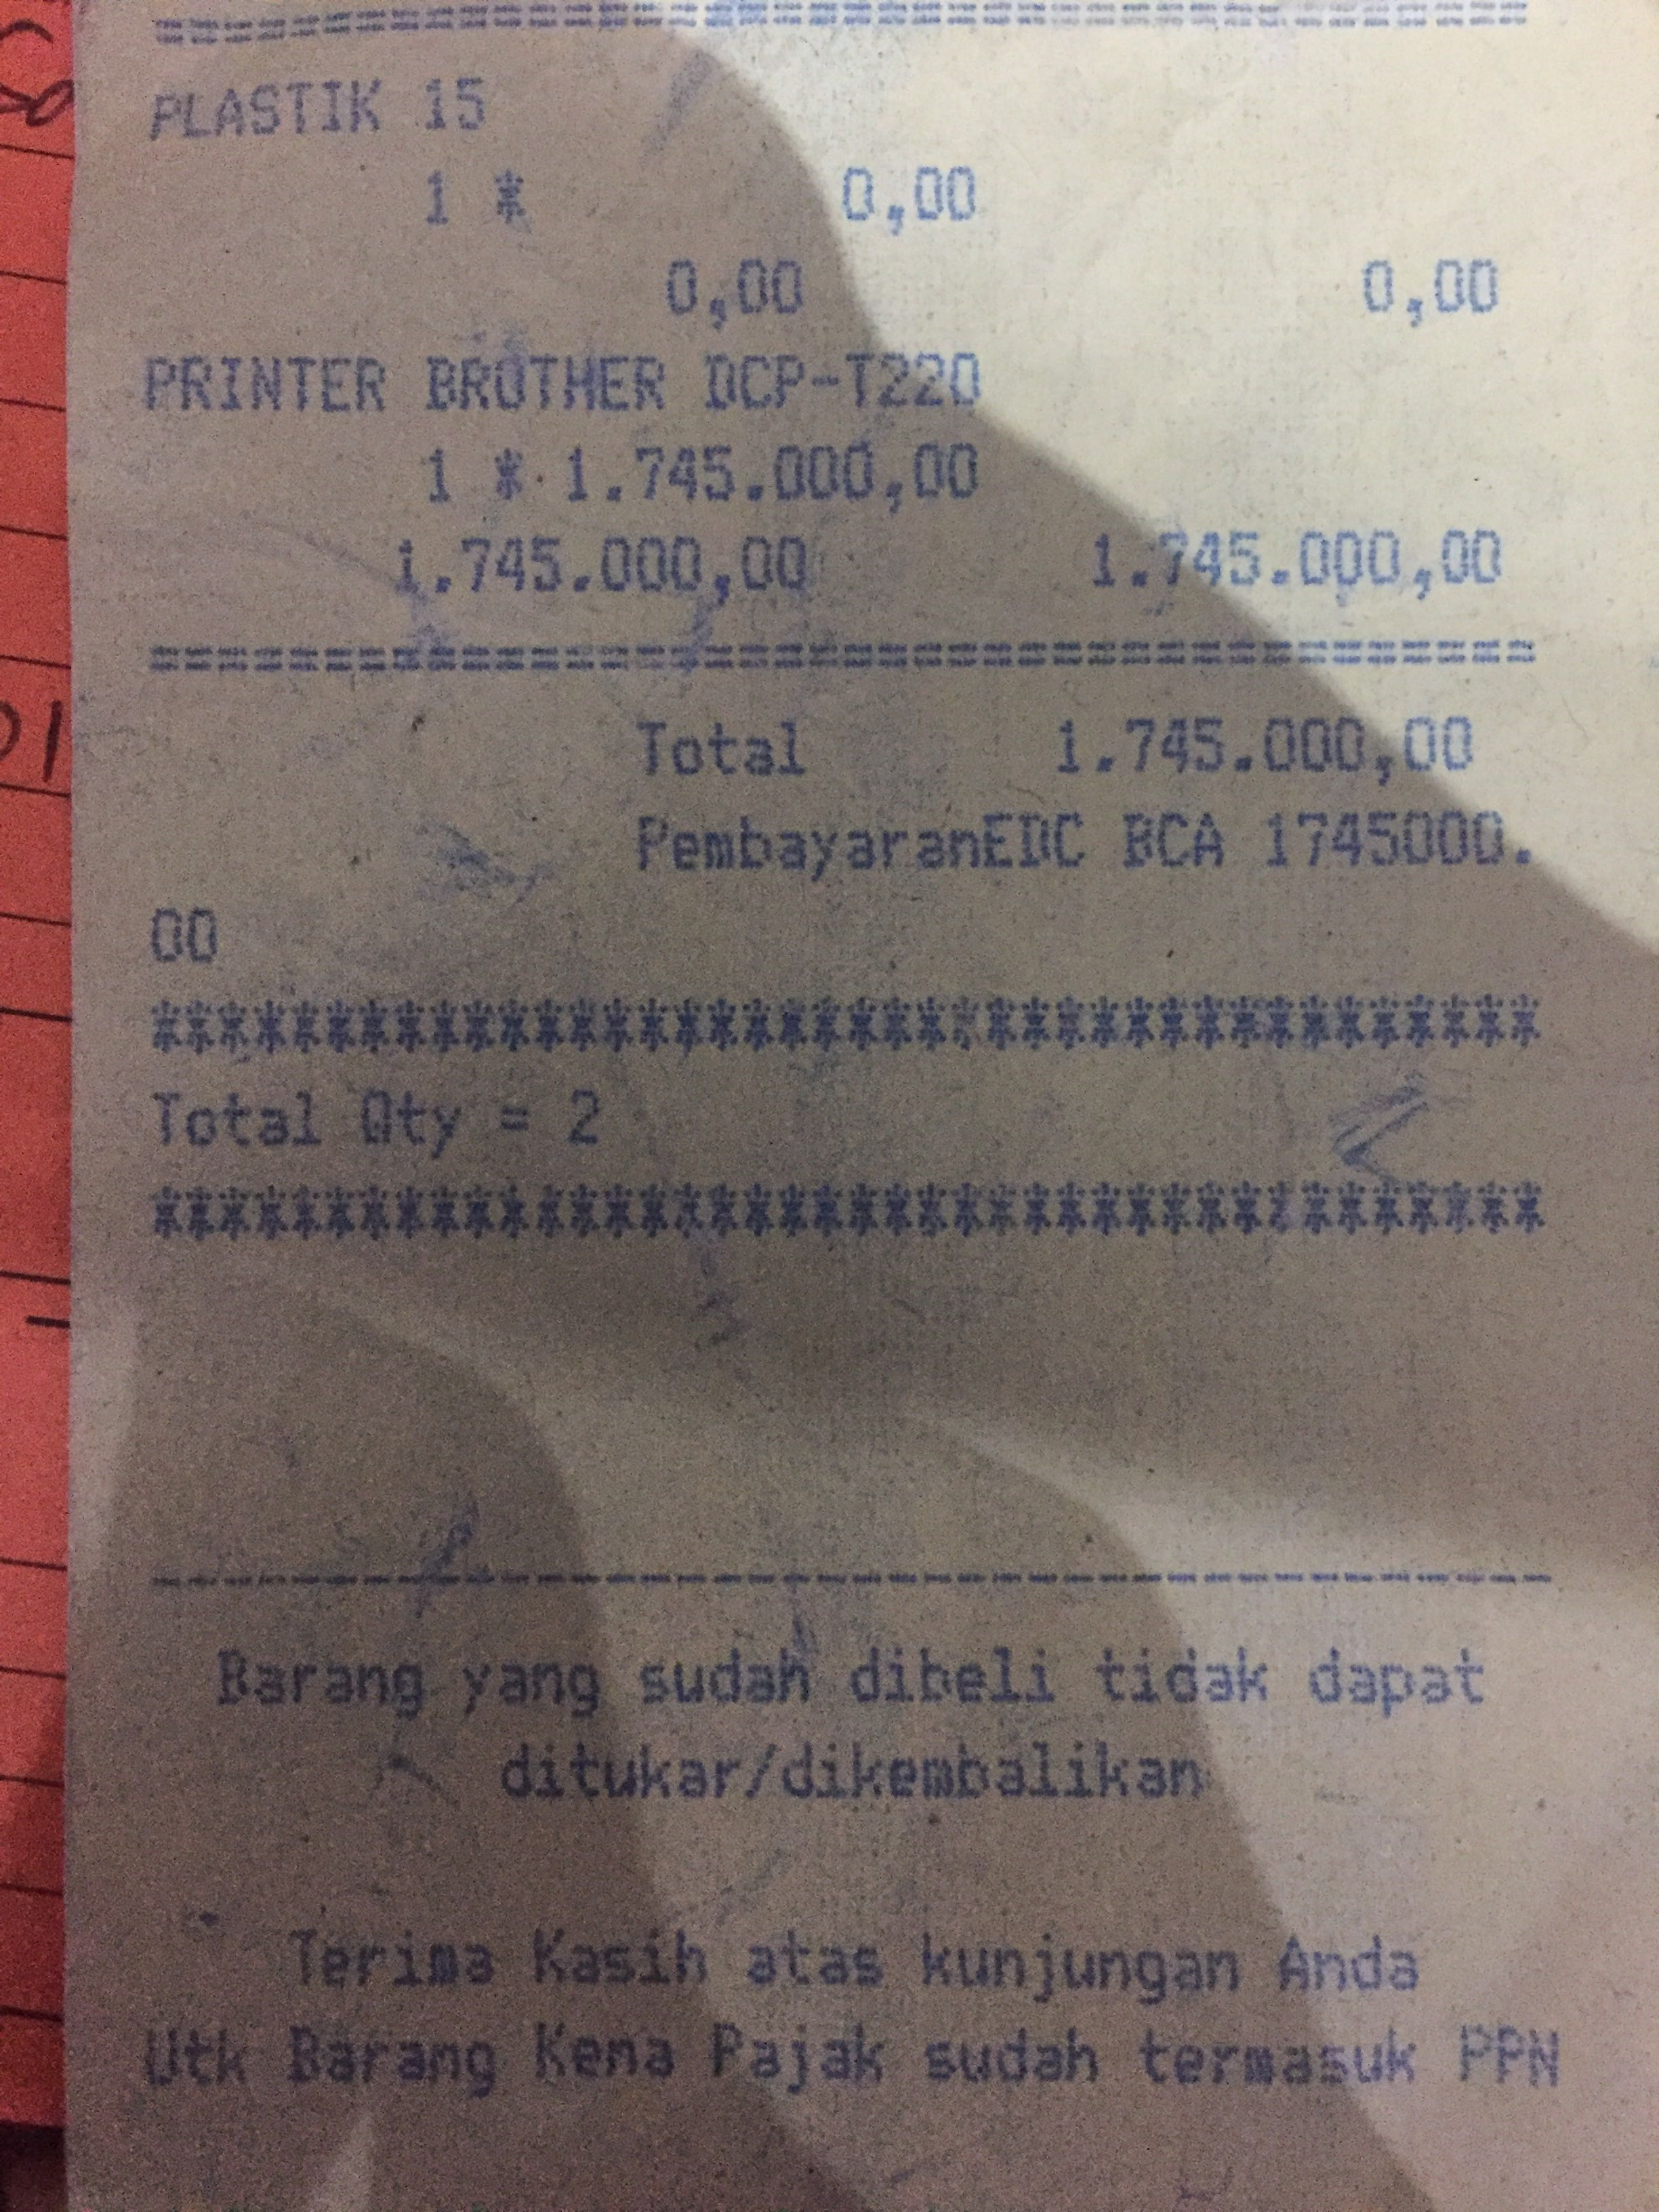 ==========================================
PLASTIK 15
1 * 0,00
0,00 0,00
PRINTER BROTHER DCP-T220
1 * 1.745.000,00
1.745.000,00 1.745.000,00
========================================
Total 1.745.000,00
PembayaranEDC BCA 1745000.
00
****************************************
Total Qty = 2
****************************************
----------------------------------------
Barang yang sudah dibeli tidak dapat
ditukar/dikembalikan
Terima Kasih atas kunjungan Anda
Utk Barang Kena Pajak sudah termasuk PPN